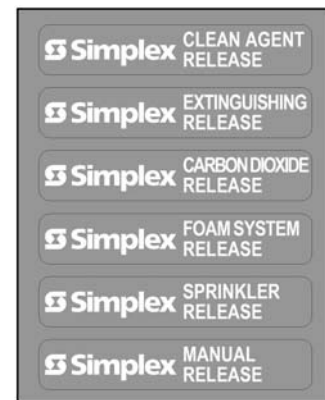 Simplex CLEAN AGENT
RELEASE
Simplex EXTINGUISHING
RELEASE
Simplex CARBON DIOXIDE
RELEASE
Simplex FOAM SYSTEM
RELEASE
Simplex SPRINKLER
RELEASE
Simplex MANUAL
RELEASE